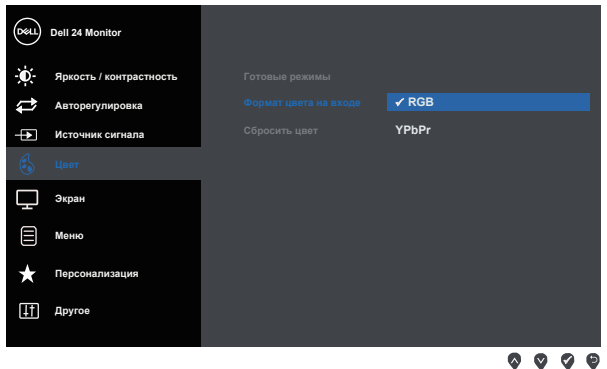 DELL Dell 24 Monitor
Яркость / контрастность
Авторегулировка
Источник сигнала
Цвет
Экран
Меню
Персонализация
Другое
Готовые режимы
Формат цвета на входе ✓ RGB
Сбросить цвет YPbPr